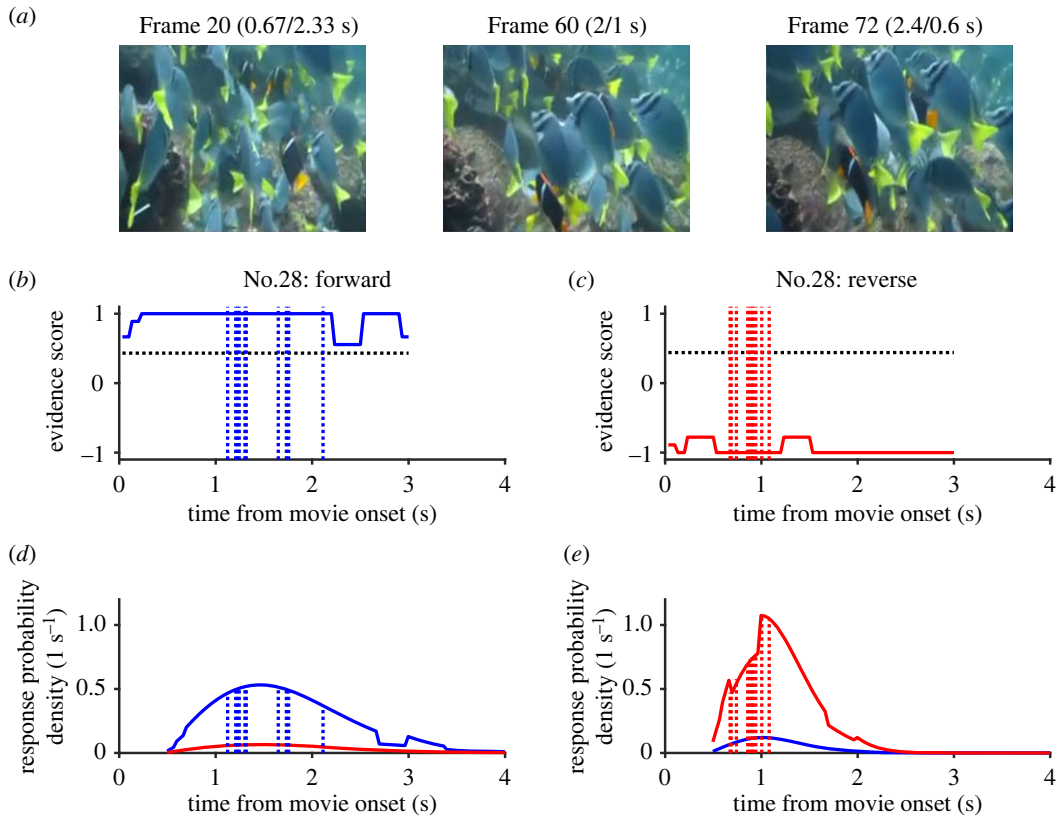 (a)
Frame 20 (0.67/2.33 s)
Frame 60 (2/1 s)
Frame 72 (2.4/0.6 s)
(b)
No.28: forward
evidence score
1
0
–1
0
1
2
3
4
time from movie onset (s)
(c)
No.28: reverse
evidence score
1
0
–1
0
1
2
3
4
time from movie onset (s)
(d)
response probability
density (1 s⁻¹)
1.0
0.5
0
0
1
2
3
4
time from movie onset (s)
(e)
response probability
density (1 s⁻¹)
1.0
0.5
0
0
1
2
3
4
time from movie onset (s)